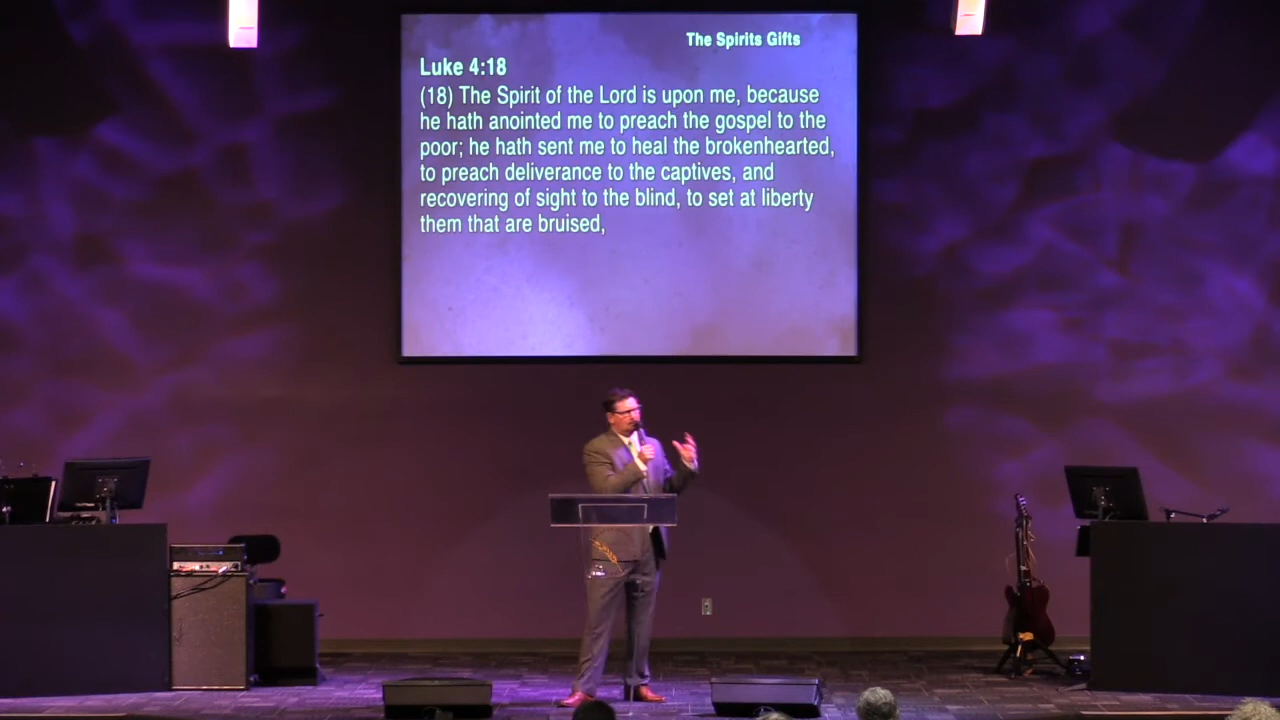 The Spirits Gifts
Luke 4:18
(18) The Spirit of the Lord is upon me, because
he hath anointed me to preach the gospel to the
poor; he hath sent me to heal the brokenhearted,
to preach deliverance to the captives, and
recovering of sight to the blind, to set at liberty
them that are bruised,